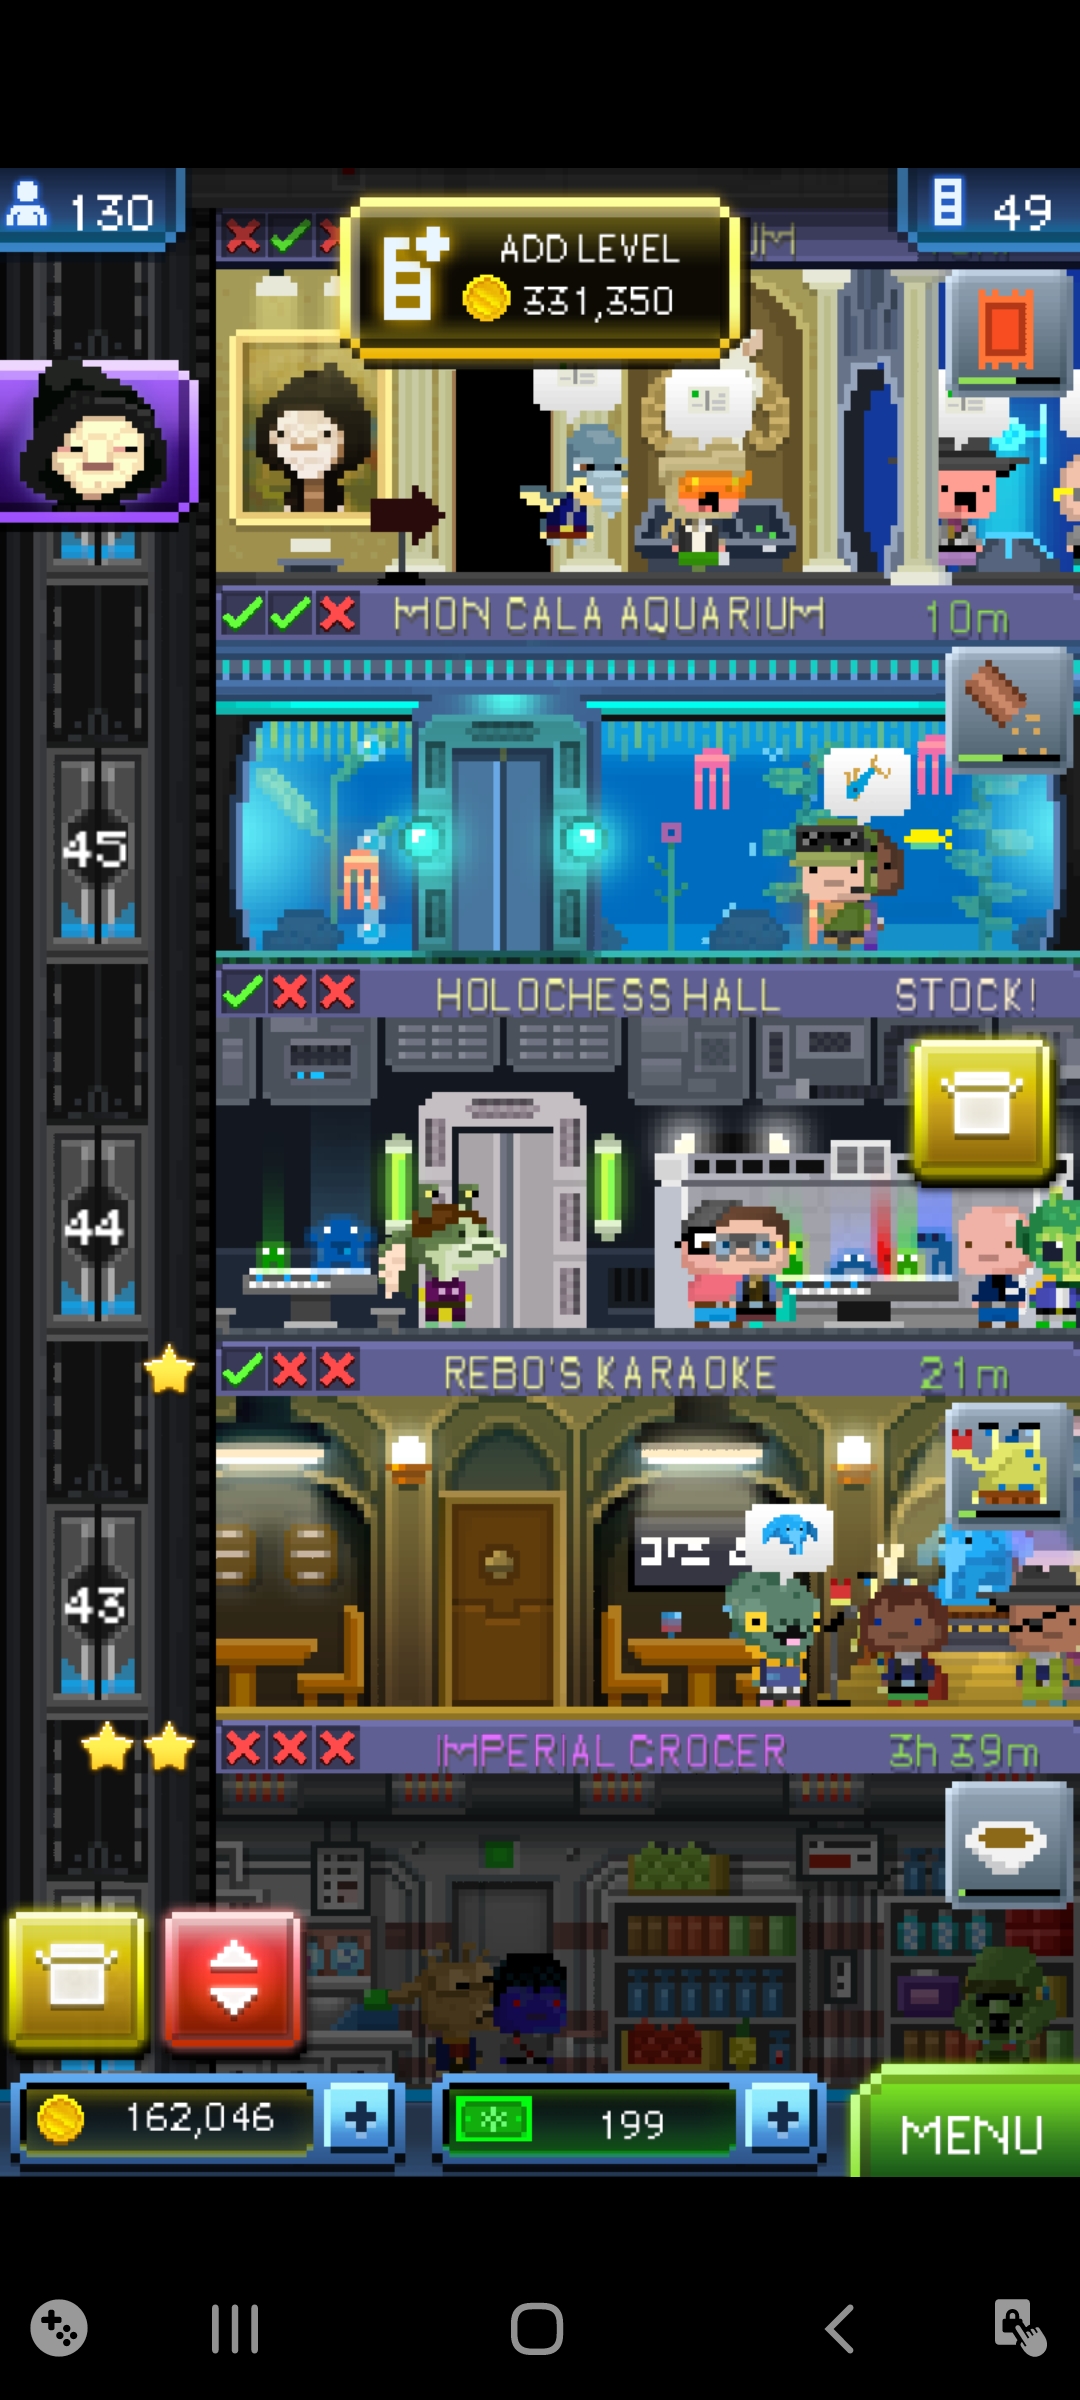 130
49
ADD LEVEL
331,350
UM
MON CALA AQUARIUM 10m
45
HOLOCHESS HALL STOCK!
44
REBO'S KARAOKE 21m
43
IMPERIAL GROCER 3h 39m
162,046
199
MENU